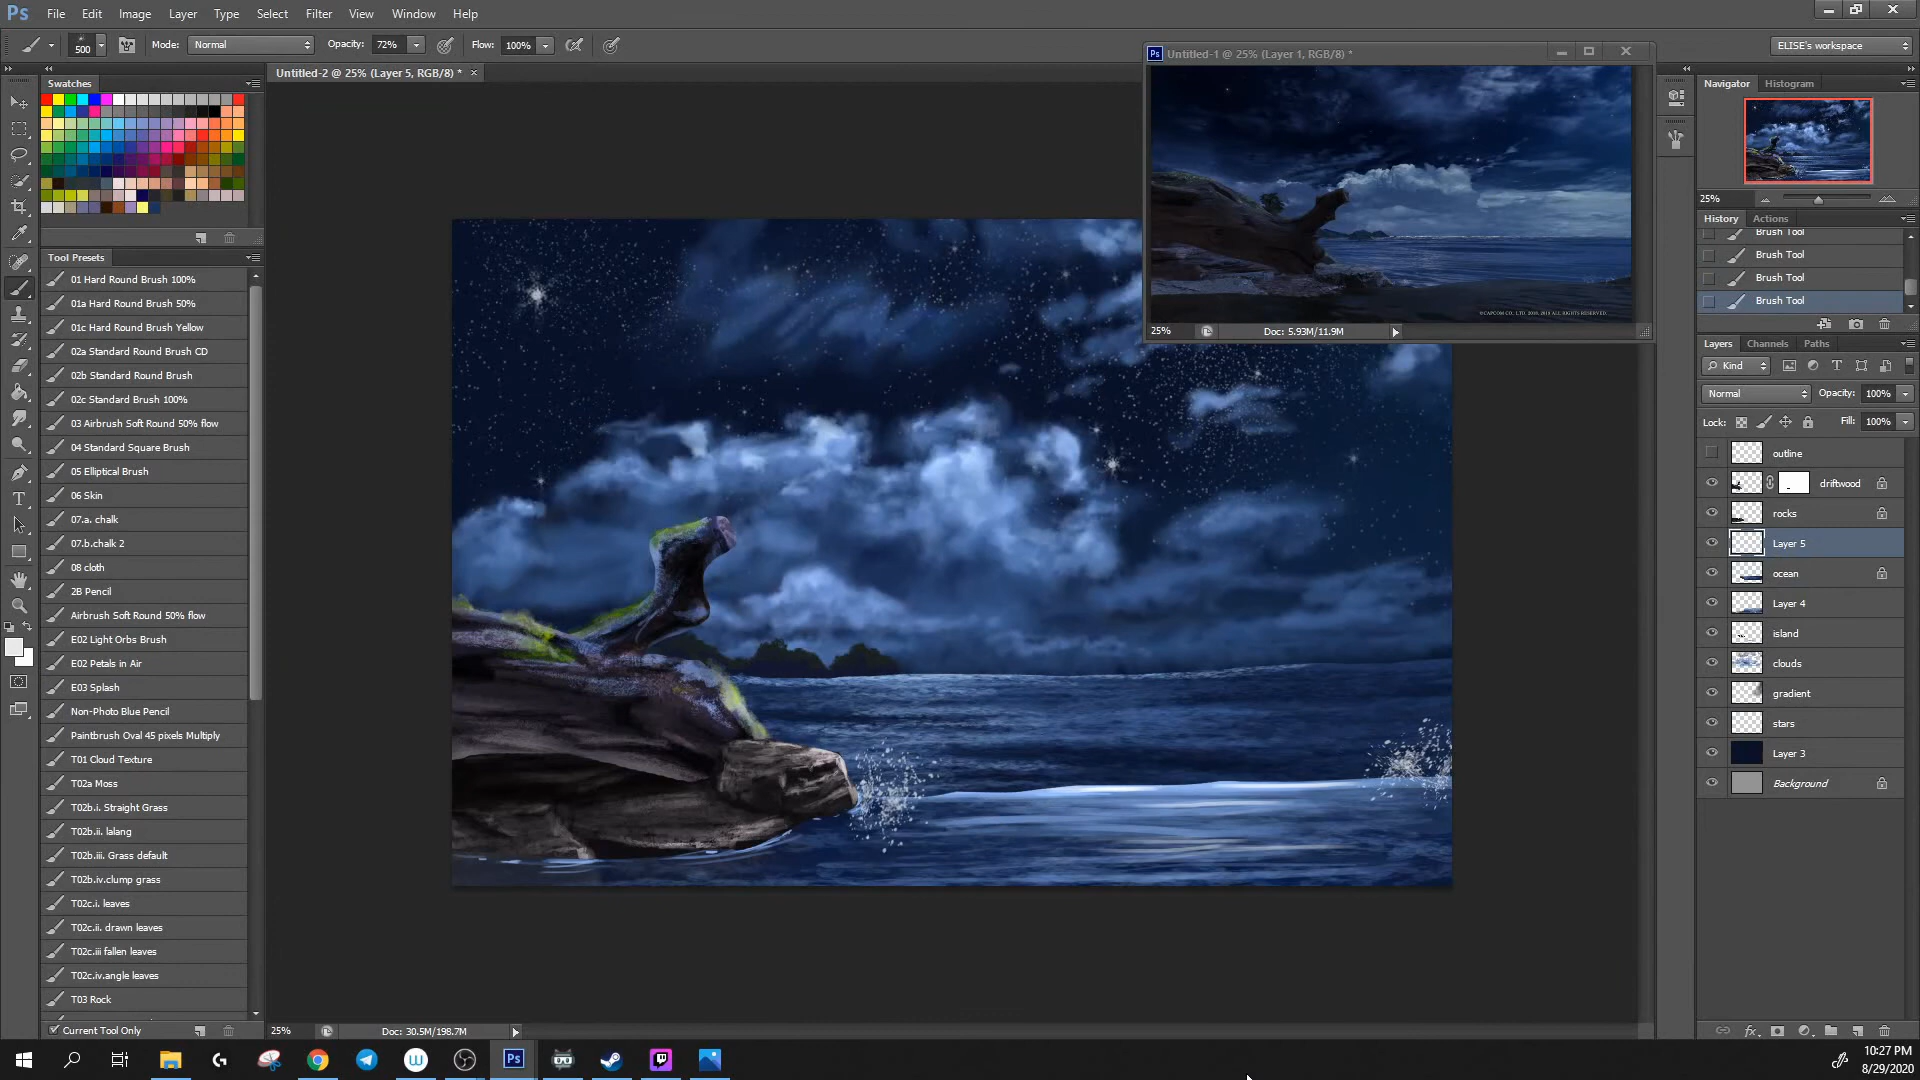 Ps File Edit Image Layer Type Select Filter 3D View Window Help
500 Mode: Normal Opacity: 72% Flow: 100% ELISE's workspace
Untitled-2 @ 25% (Layer 5, RGB/8) *
Untitled-1 @ 25% (Layer 1, RGB/8) *
©CAPCOM CO., LTD. 2018, 2019 ALL RIGHTS RESERVED.
25% Doc: 5.93M/11.9M
Swatches
Tool Presets
01 Hard Round Brush 100%
01a Hard Round Brush 50%
01c Hard Round Brush Yellow
02a Standard Round Brush CD
02b Standard Round Brush
02c Standard Brush 100%
03 Airbrush Soft Round 50% flow
04 Standard Square Brush
05 Elliptical Brush
06 Skin
07.a. chalk
07.b.chalk 2
08 cloth
2B Pencil
Airbrush Soft Round 50% flow
E02 Light Orbs Brush
E02 Petals in Air
E03 Splash
Non-Photo Blue Pencil
Paintbrush Oval 45 pixels Multiply
T01 Cloud Texture
T02a Moss
T02b.i. Straight Grass
T02b.ii. lalang
T02b.iii. Grass default
T02b.iv.clump grass
T02c.i. leaves
T02c.ii. drawn leaves
T02c.iii fallen leaves
T02c.iv.angle leaves
T03 Rock
Current Tool Only
25% Doc: 30.5M/198.7M
Navigator Histogram
25%
History Actions
Brush Tool
Brush Tool
Brush Tool
Brush Tool
Layers Channels Paths
Kind
Normal Opacity: 100%
Lock: Fill: 100%
outline
driftwood
rocks
Layer 5
ocean
Layer 4
island
clouds
gradient
stars
Layer 3
Background
10:27 PM
8/29/2020